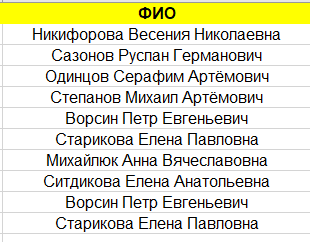 ФИО
Никифорова Весения Николаевна
Сазонов Руслан Германович
Одинцов Серафим Артёмович
Степанов Михаил Артёмович
Ворсин Петр Евгеньевич
Старикова Елена Павловна
Михайлюк Анна Вячеславовна
Ситдикова Елена Анатольевна
Ворсин Петр Евгеньевич
Старикова Елена Павловна